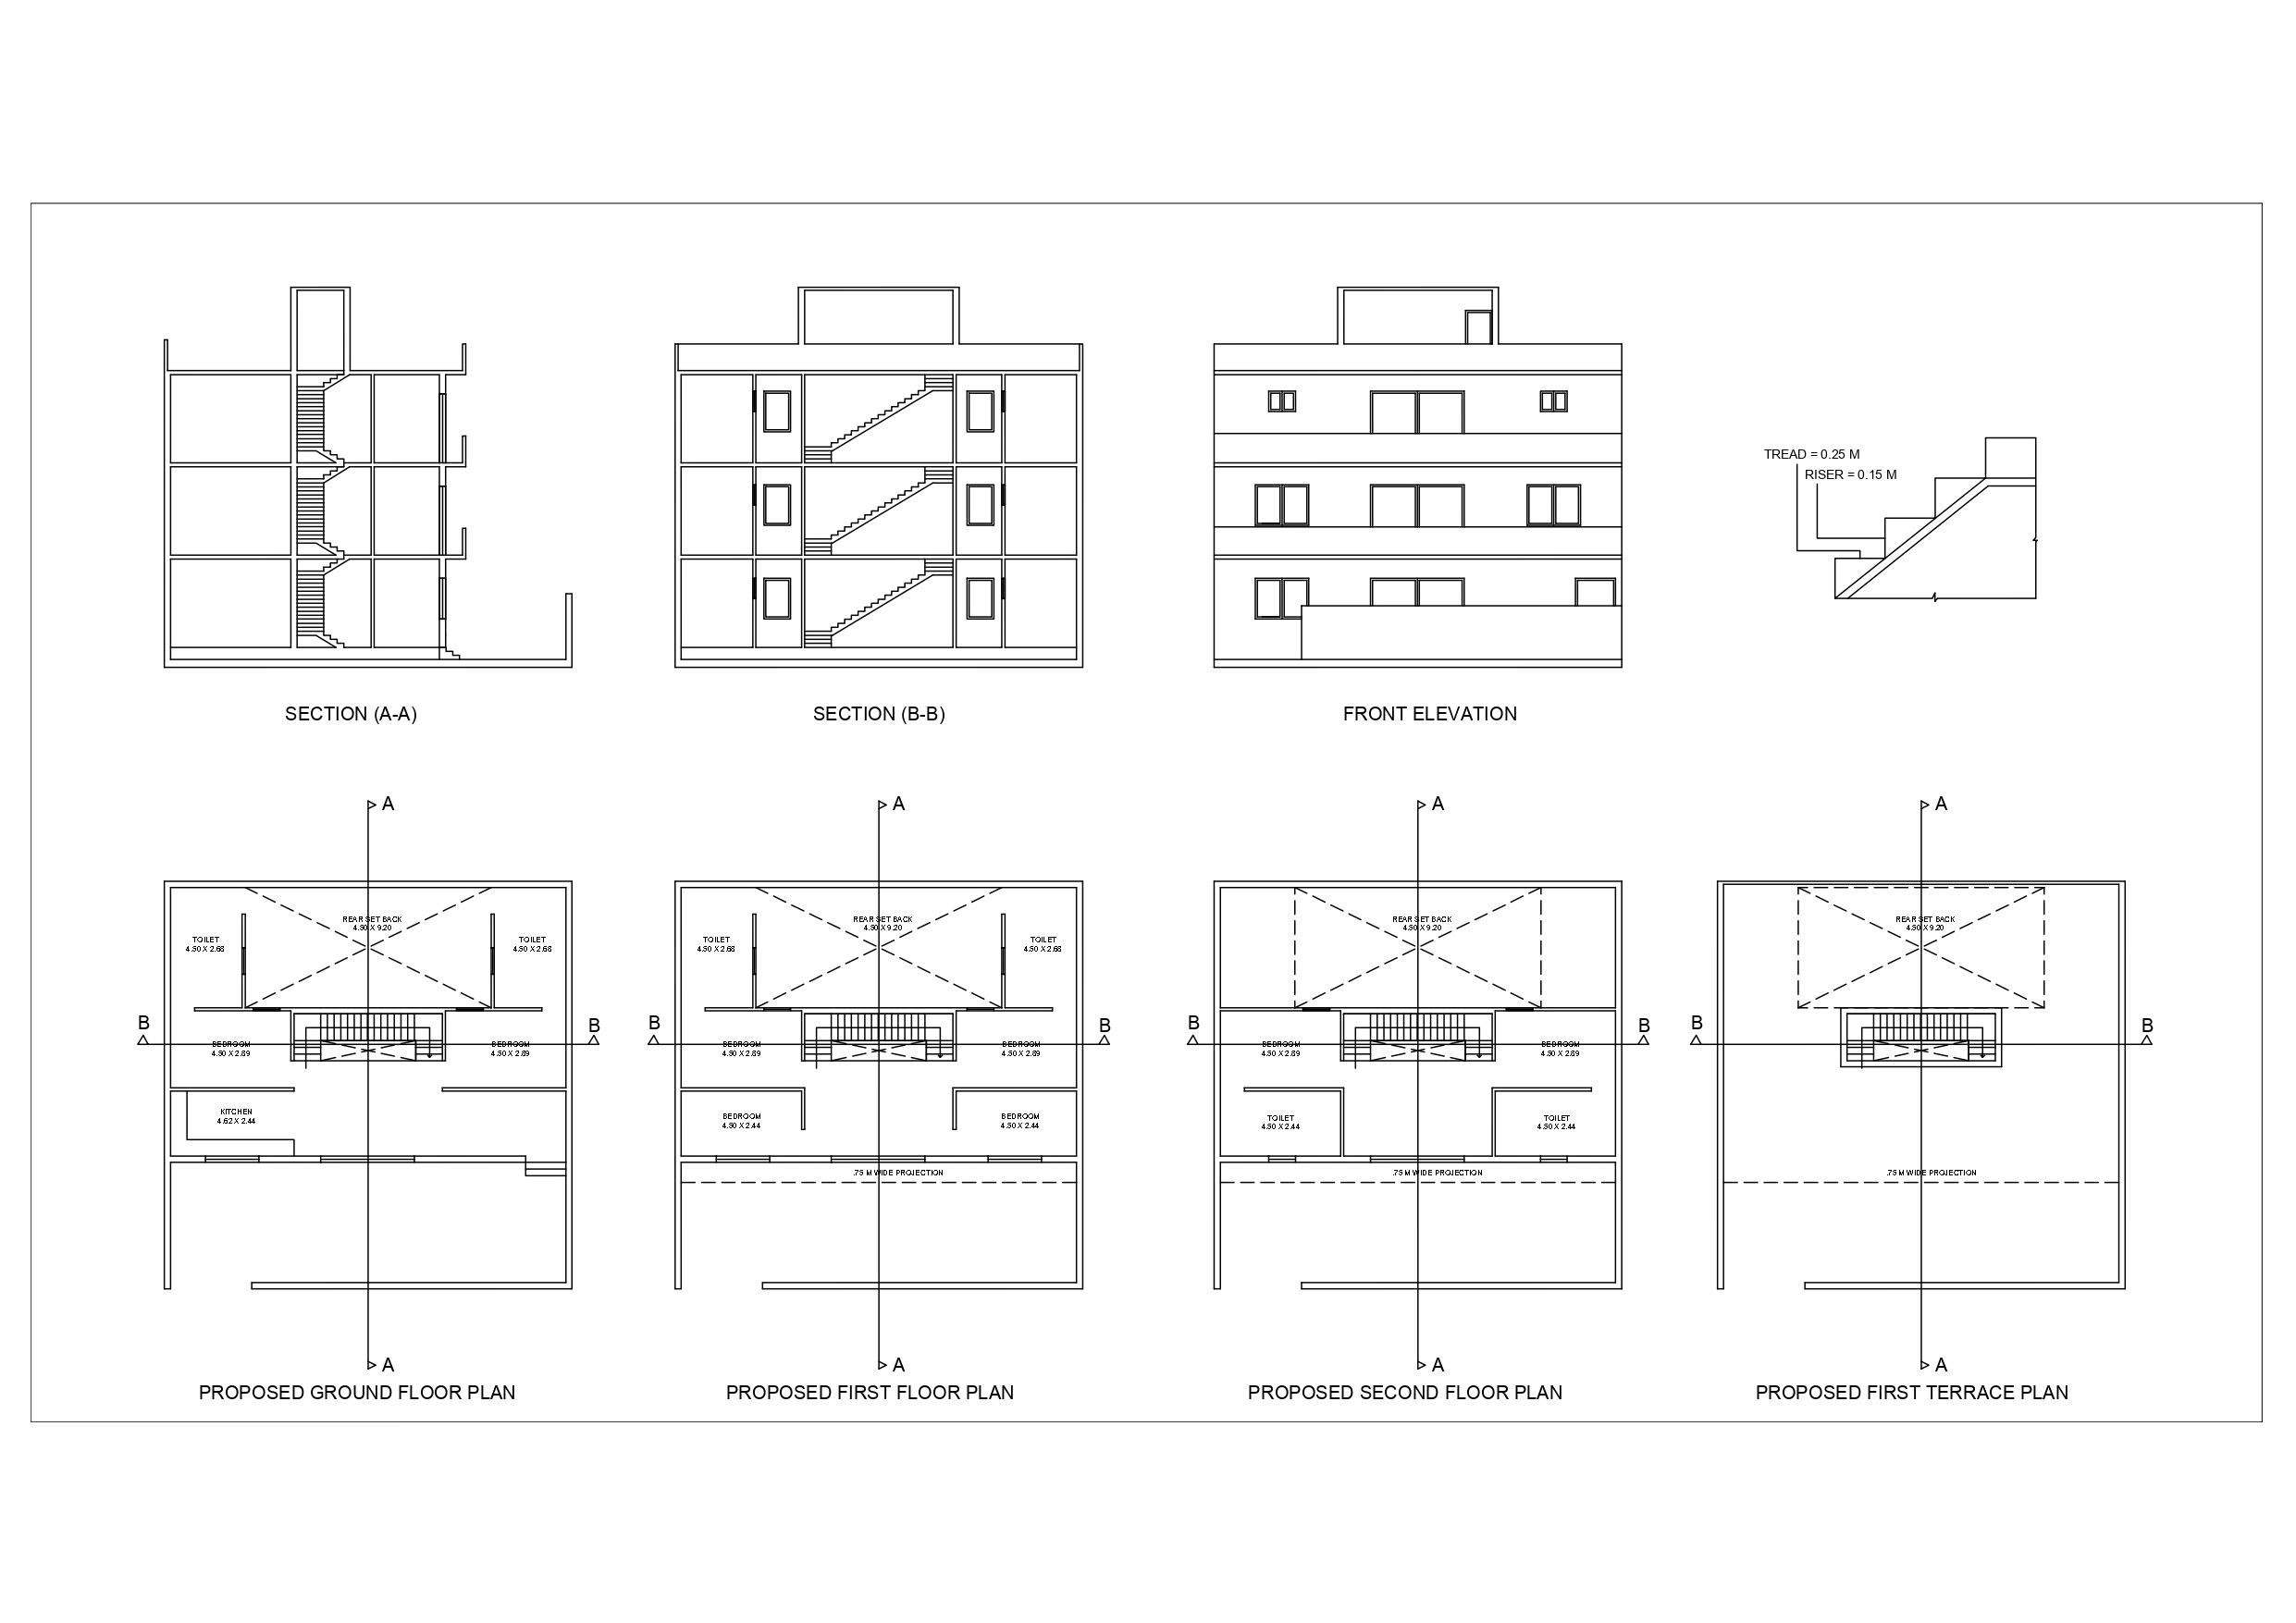 TREAD = 0.25 M
RISER = 0.15 M
SECTION (A-A)
SECTION (B-B)
FRONT ELEVATION
A
REAR SET BACK
4.50 X 9.20
TOILET
4.50 X 2.68
TOILET
4.50 X 2.68
B
B
BEDROOM
4.50 X 2.89
BEDROOM
4.50 X 2.89
KITCHEN
4.62 X 2.44
A
PROPOSED GROUND FLOOR PLAN
A
REAR SET BACK
4.50 X 9.20
TOILET
4.50 X 2.68
TOILET
4.50 X 2.68
B
B
BEDROOM
4.50 X 2.89
BEDROOM
4.50 X 2.89
BEDROOM
4.50 X 2.44
BEDROOM
4.50 X 2.44
.75 M WIDE PROJECTION
A
PROPOSED FIRST FLOOR PLAN
A
REAR SET BACK
4.50 X 9.20
B
B
BEDROOM
4.50 X 2.89
BEDROOM
4.50 X 2.89
TOILET
4.50 X 2.44
TOILET
4.50 X 2.44
.75 M WIDE PROJECTION
A
PROPOSED SECOND FLOOR PLAN
A
REAR SET BACK
4.50 X 9.20
B
B
.75 M WIDE PROJECTION
A
PROPOSED FIRST TERRACE PLAN